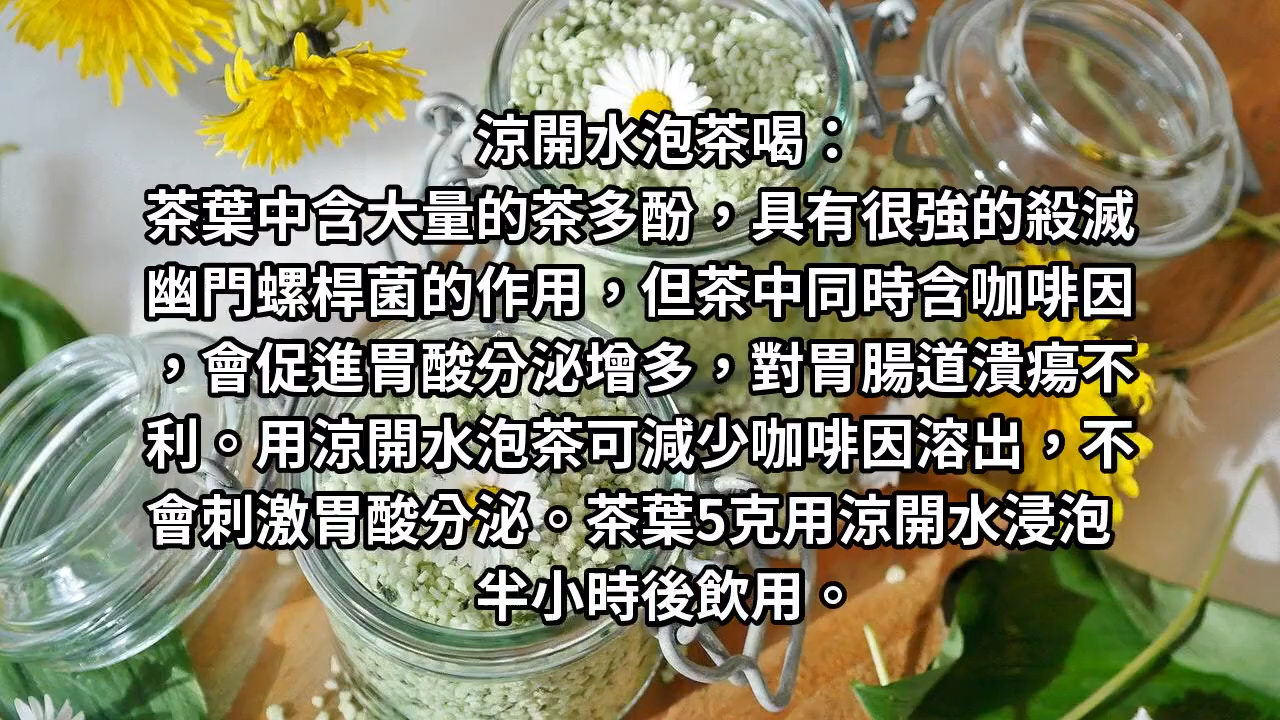 涼開水泡茶喝：
茶葉中含大量的茶多酚，具有很強的殺滅
幽門螺桿菌的作用，但茶中同時含咖啡因
，會促進胃酸分泌增多，對胃腸道潰瘍不
利。用涼開水泡茶可減少咖啡因溶出，不
會刺激胃酸分泌。茶葉5克用涼開水浸泡
半小時後飲用。